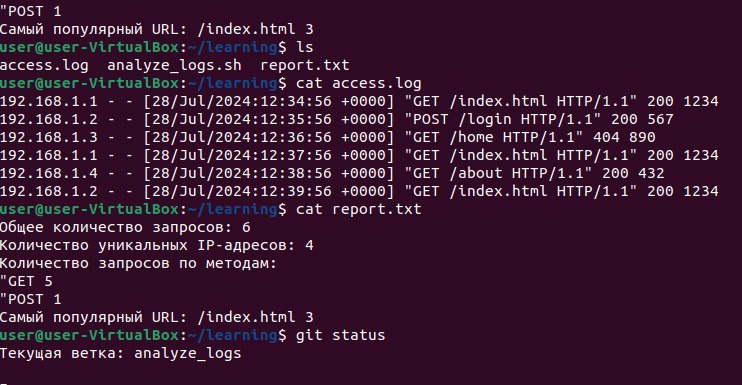 "POST 1
Самый популярный URL: /index.html 3
user@user-VirtualBox:~/learning$ ls
access.log  analyze_logs.sh  report.txt
user@user-VirtualBox:~/learning$ cat access.log
192.168.1.1 - - [28/Jul/2024:12:34:56 +0000] "GET /index.html HTTP/1.1" 200 1234
192.168.1.2 - - [28/Jul/2024:12:35:56 +0000] "POST /login HTTP/1.1" 200 567
192.168.1.3 - - [28/Jul/2024:12:36:56 +0000] "GET /home HTTP/1.1" 404 890
192.168.1.1 - - [28/Jul/2024:12:37:56 +0000] "GET /index.html HTTP/1.1" 200 1234
192.168.1.4 - - [28/Jul/2024:12:38:56 +0000] "GET /about HTTP/1.1" 200 432
192.168.1.2 - - [28/Jul/2024:12:39:56 +0000] "GET /index.html HTTP/1.1" 200 1234
user@user-VirtualBox:~/learning$ cat report.txt
Общее количество запросов: 6
Количество уникальных IP-адресов: 4
Количество запросов по методам:
"GET 5
"POST 1
Самый популярный URL: /index.html 3
user@user-VirtualBox:~/learning$ git status
Текущая ветка: analyze_logs